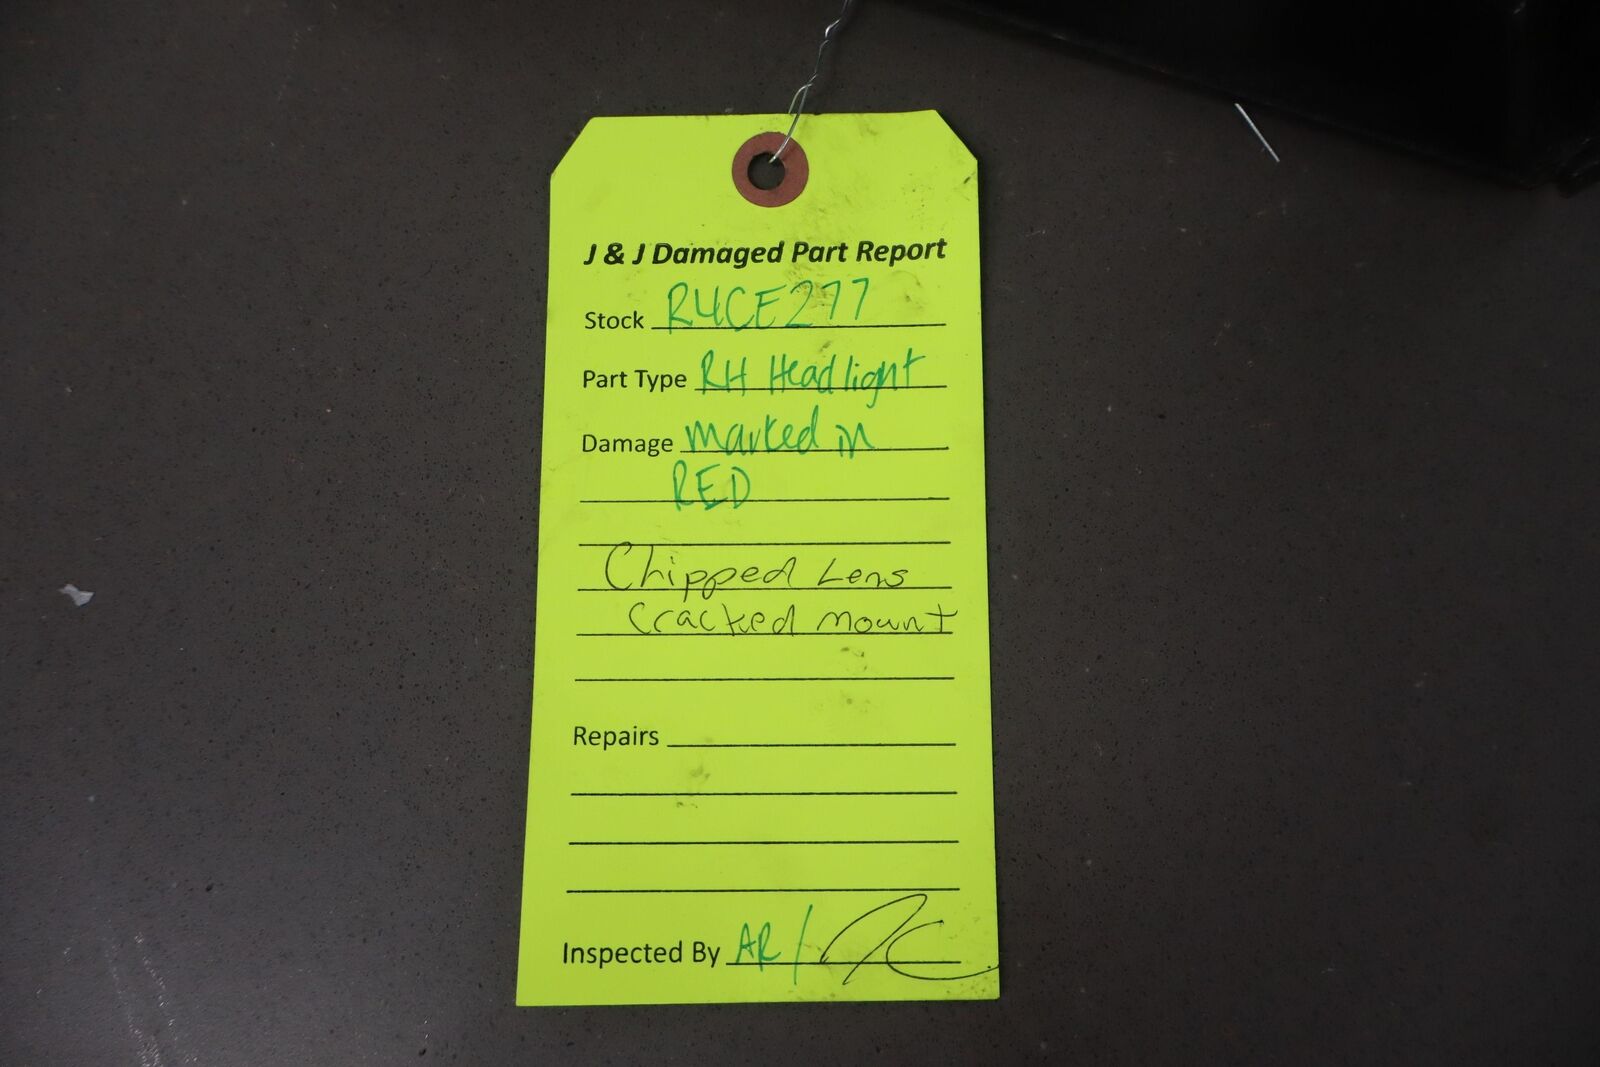 J & J Damaged Part Report
Stock R4CE277
Part Type RH Headlight
Damage Marked in
RED
Chipped Lens
Cracked mount
Repairs
Inspected By AR /